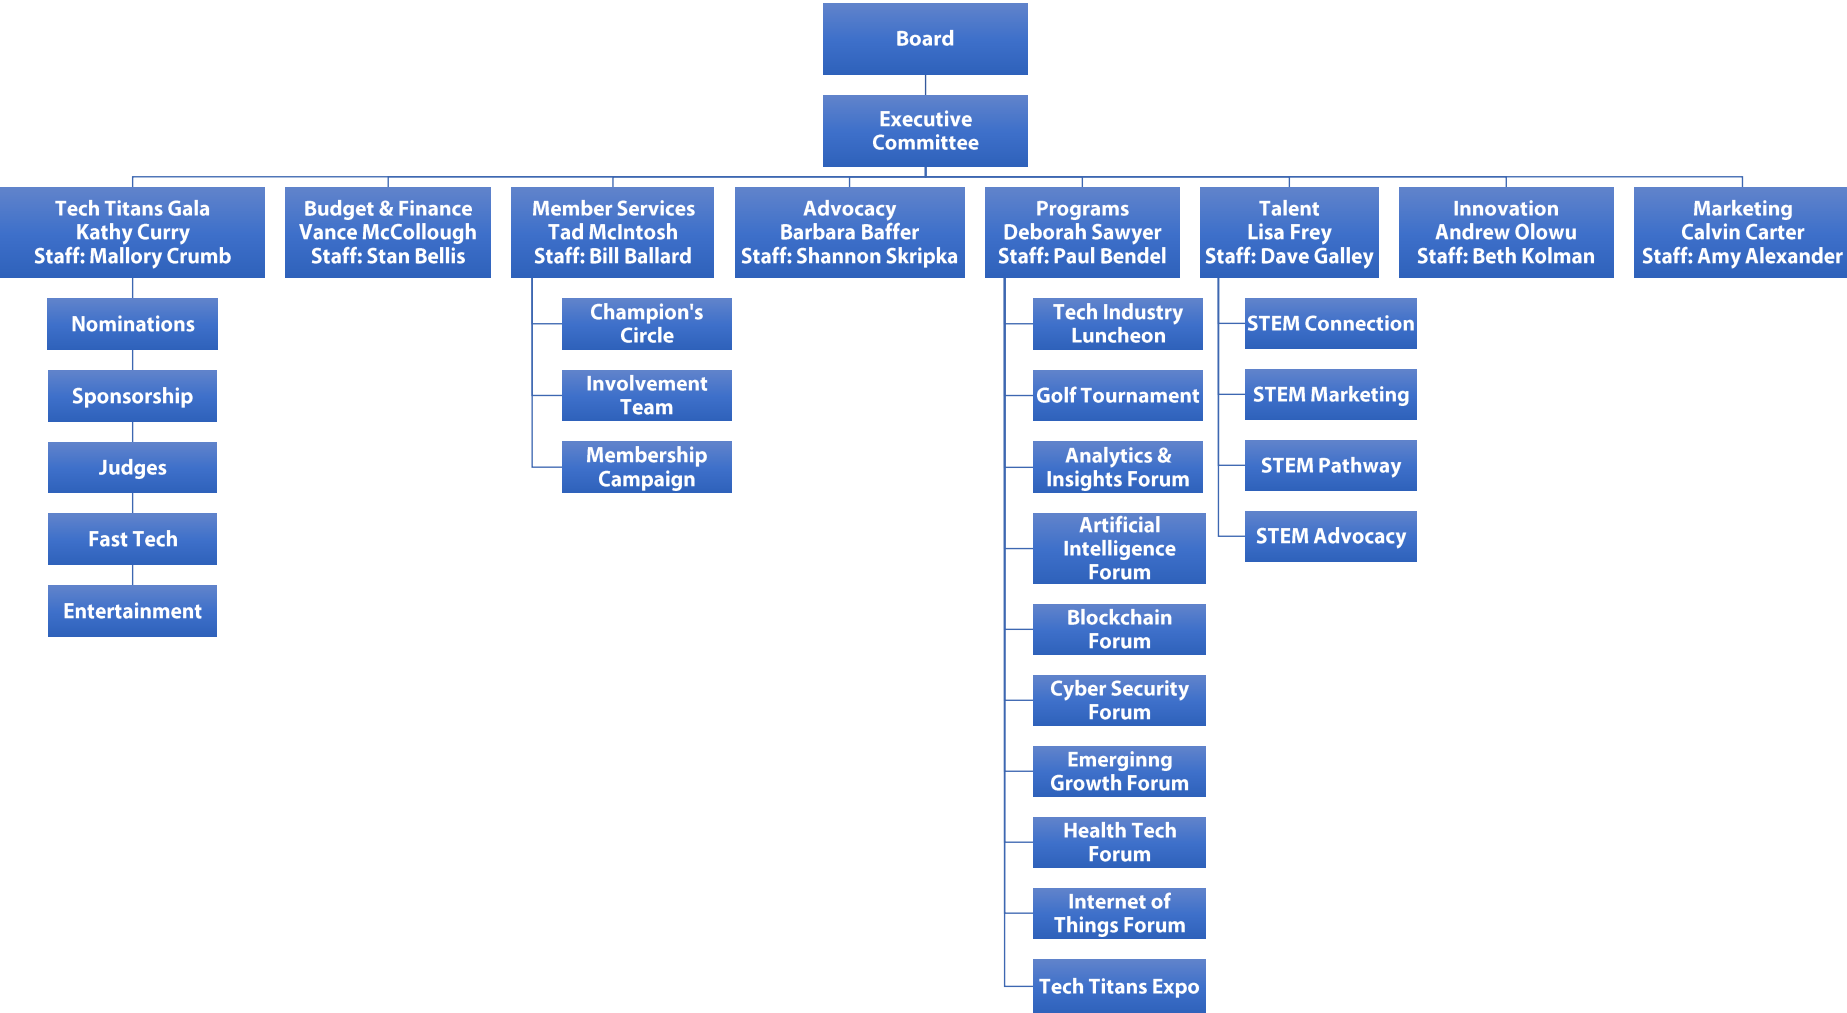 Board
Executive
Committee
Tech Titans Gala
Kathy Curry
Staff: Mallory Crumb
Budget & Finance
Vance McCollough
Staff: Stan Bellis
Member Services
Tad McIntosh
Staff: Bill Ballard
Advocacy
Barbara Baffer
Staff: Shannon Skripka
Programs
Deborah Sawyer
Staff: Paul Bendel
Talent
Lisa Frey
Staff: Dave Galley
Innovation
Andrew Olowu
Staff: Beth Kolman
Marketing
Calvin Carter
Staff: Amy Alexander
Nominations
Sponsorship
Judges
Fast Tech
Entertainment
Champion's
Circle
Involvement
Team
Membership
Campaign
Tech Industry
Luncheon
Golf Tournament
Analytics &
Insights Forum
Artificial
Intelligence
Forum
Blockchain
Forum
Cyber Security
Forum
Emerginng
Growth Forum
Health Tech
Forum
Internet of
Things Forum
Tech Titans Expo
STEM Connection
STEM Marketing
STEM Pathway
STEM Advocacy